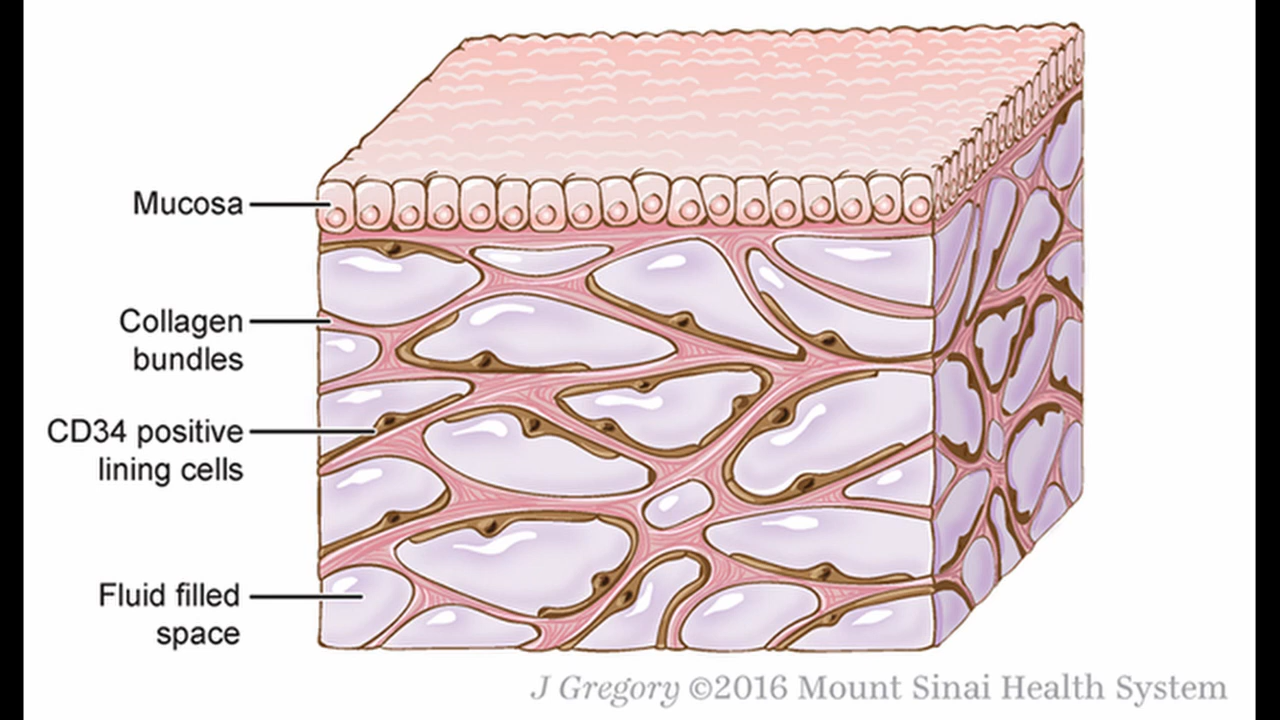 Mucosa
Collagen
bundles
CD34 positive
lining cells
Fluid filled
space
J Gregory ©2016 Mount Sinai Health System